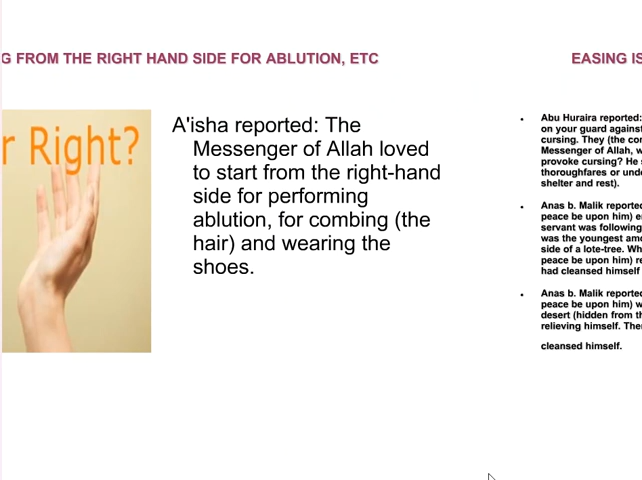 G FROM THE RIGHT HAND SIDE FOR ABLUTION, ETC
r Right?
A'isha reported: The
Messenger of Allah loved
to start from the right-hand
side for performing
ablution, for combing (the
hair) and wearing the
shoes.
EASING IS
• Abu Huraira reported:
on your guard against
cursing. They (the co
Messenger of Allah, w
provoke cursing? He s
thoroughfares or unde
shelter and rest).
• Anas b. Malik reported
peace be upon him) e
servant was following
was the youngest amo
side of a lote-tree. Wh
peace be upon him) re
had cleansed himself
• Anas b. Malik reported
peace be upon him) w
desert (hidden from th
relieving himself. The
cleansed himself.